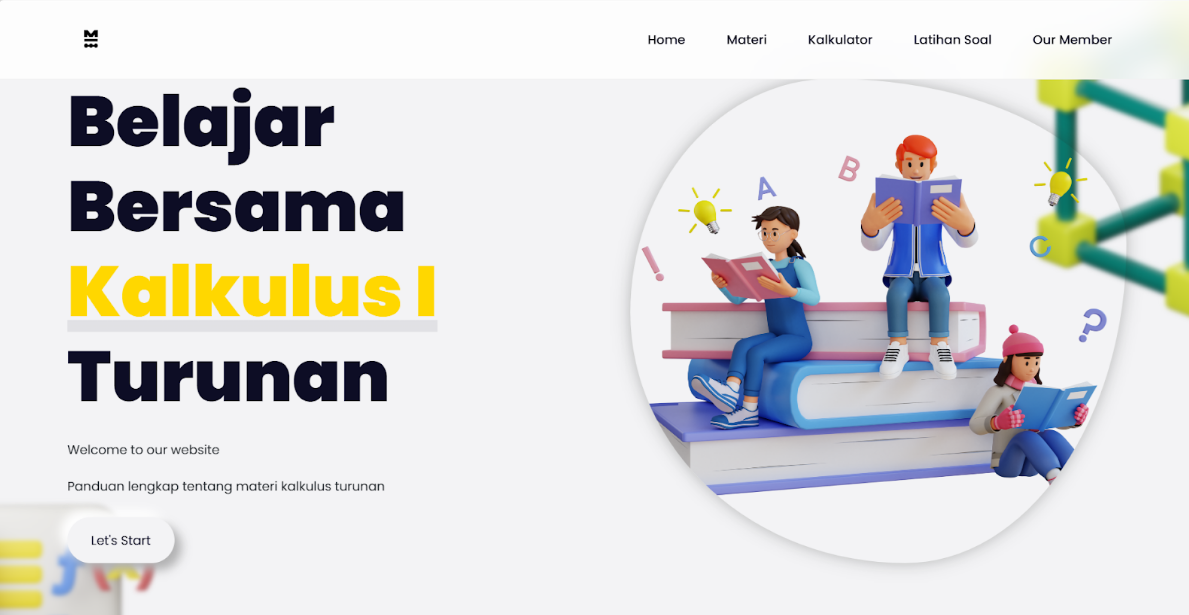 Home Materi Kalkulator Latihan Soal Our Member
Belajar
Bersama
Kalkulus I
Turunan
Welcome to our website
Panduan lengkap tentang materi kalkulus turunan
Let's Start
A
B
C
!
?